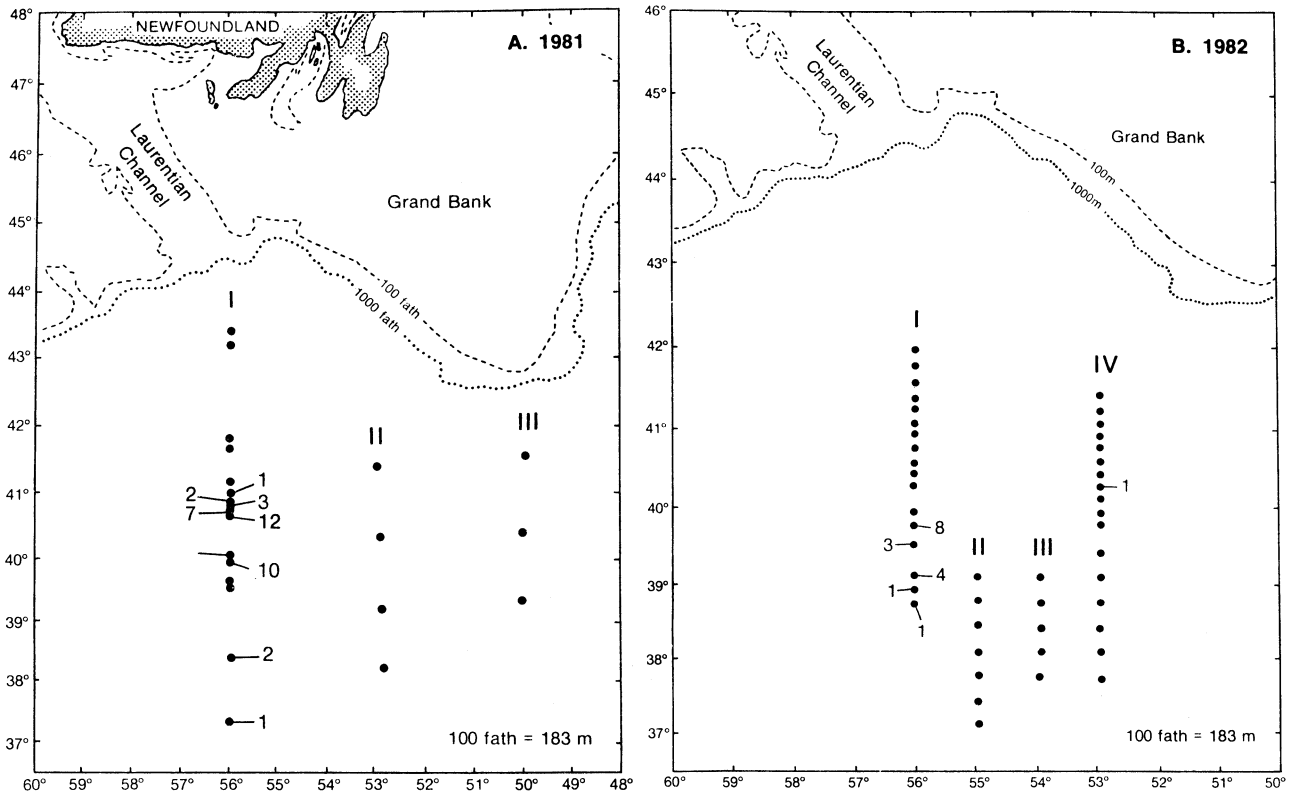 48°
47°
46°
45°
44°
43°
42°
41°
40°
39°
38°
37°
NEWFOUNDLAND
A. 1981
Laurentian
Channel
Grand Bank
100 fath
1000 fath
I
II
III
1
2
3
7
12
10
2
1
100 fath = 183 m
60°
59°
58°
57°
56°
55°
53°
52°
51°
50°
49°
48°
46°
45°
44°
43°
42°
41°
40°
39°
38°
37°
B. 1982
Laurentian
Channel
Grand Bank
100m
1000m
I
IV
1
8
3
II
III
4
1
1
100 fath = 183 m
60°
59°
58°
57°
56°
55°
54°
53°
52°
51°
50°